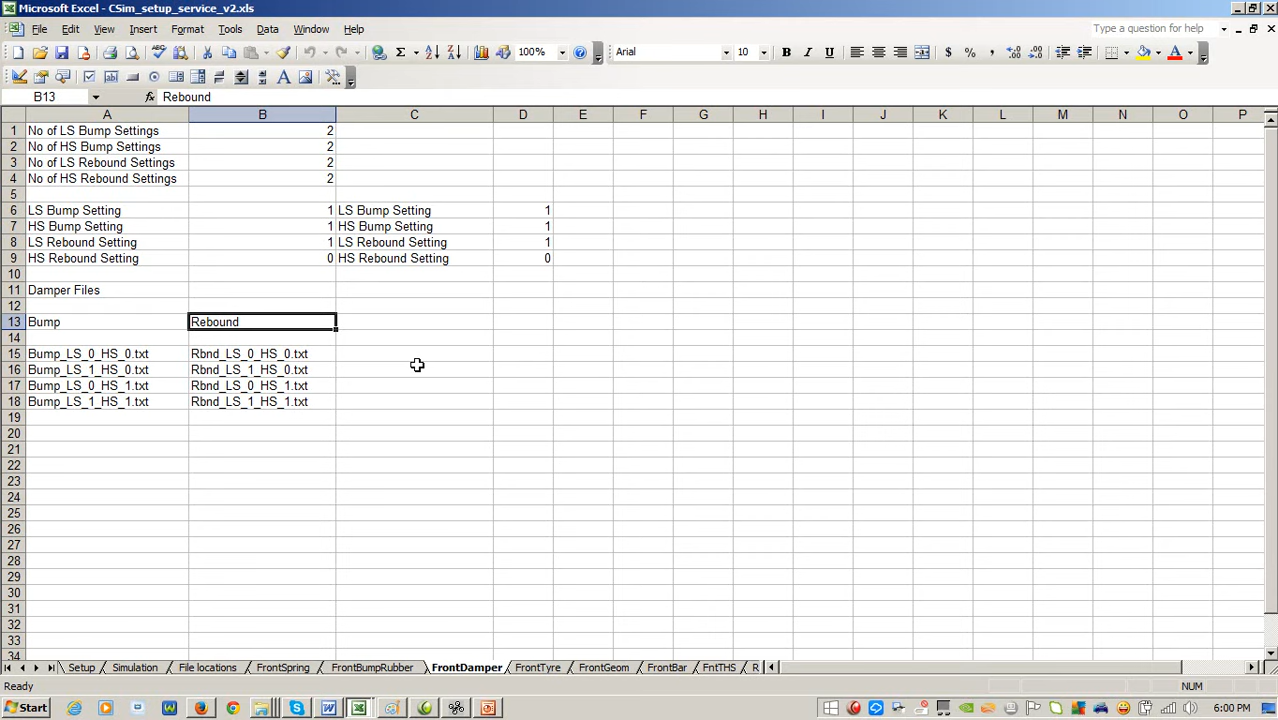 Microsoft Excel - CSim_setup_service_v2.xls
File Edit View Insert Format Tools Data Window Help
Type a question for help
100% Arial 10 B I U $ % ,
B13 fx Rebound
A B C D E F G H I J K L M N O P
1 No of LS Bump Settings 2
2 No of HS Bump Settings 2
3 No of LS Rebound Settings 2
4 No of HS Rebound Settings 2
5
6 LS Bump Setting 1 LS Bump Setting 1
7 HS Bump Setting 1 HS Bump Setting 1
8 LS Rebound Setting 1 LS Rebound Setting 1
9 HS Rebound Setting 0 HS Rebound Setting 0
10
11 Damper Files
12
13 Bump Rebound
14
15 Bump_LS_0_HS_0.txt Rbnd_LS_0_HS_0.txt
16 Bump_LS_1_HS_0.txt Rbnd_LS_1_HS_0.txt
17 Bump_LS_0_HS_1.txt Rbnd_LS_0_HS_1.txt
18 Bump_LS_1_HS_1.txt Rbnd_LS_1_HS_1.txt
19
20
21
22
23
24
25
26
27
28
29
30
31
32
33
34
Setup Simulation File locations FrontSpring FrontBumpRubber FrontDamper FrontTyre FrontGeom FrontBar FntTHS R
Ready NUM
Start 6:00 PM